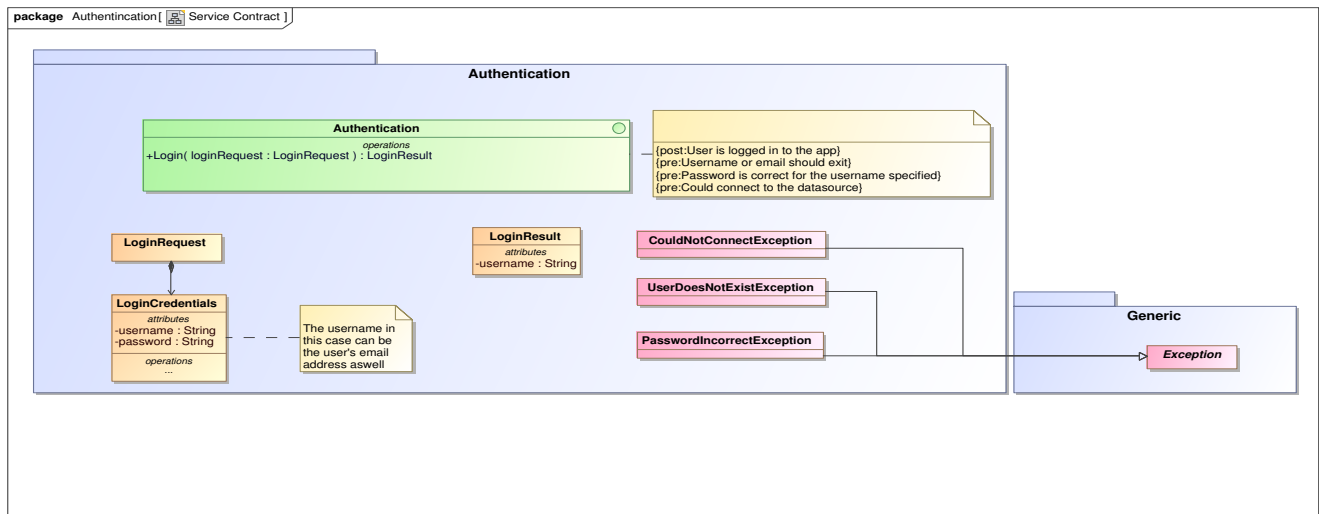 package Authentincation[ Service Contract ]
Authentication
Authentication
operations
+Login( loginRequest : LoginRequest ) : LoginResult
{post:User is logged in to the app}
{pre:Username or email should exit}
{pre:Password is correct for the username specified}
{pre:Could connect to the datasource}
LoginRequest
LoginResult
attributes
-username : String
CouldNotConnectException
UserDoesNotExistException
PasswordIncorrectException
LoginCredentials
attributes
-username : String
-password : String
operations
...
The username in
this case can be
the user's email
address aswell
Generic
Exception